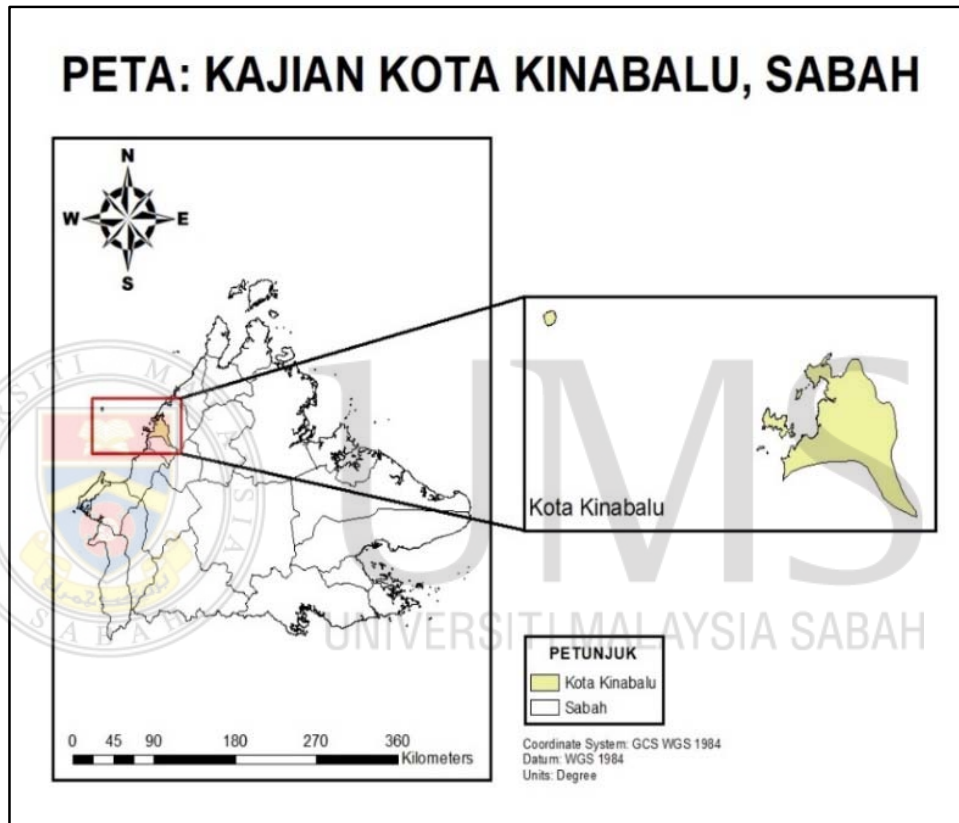 PETA: KAJIAN KOTA KINABALU, SABAH
N
W E
S
Kota Kinabalu
UMS
UNIVERSITI MALAYSIA SABAH
PETUNJUK
Kota Kinabalu
Sabah
0 45 90 180 270 360
Kilometers
Coordinate System: GCS WGS 1984
Datum: WGS 1984
Units: Degree